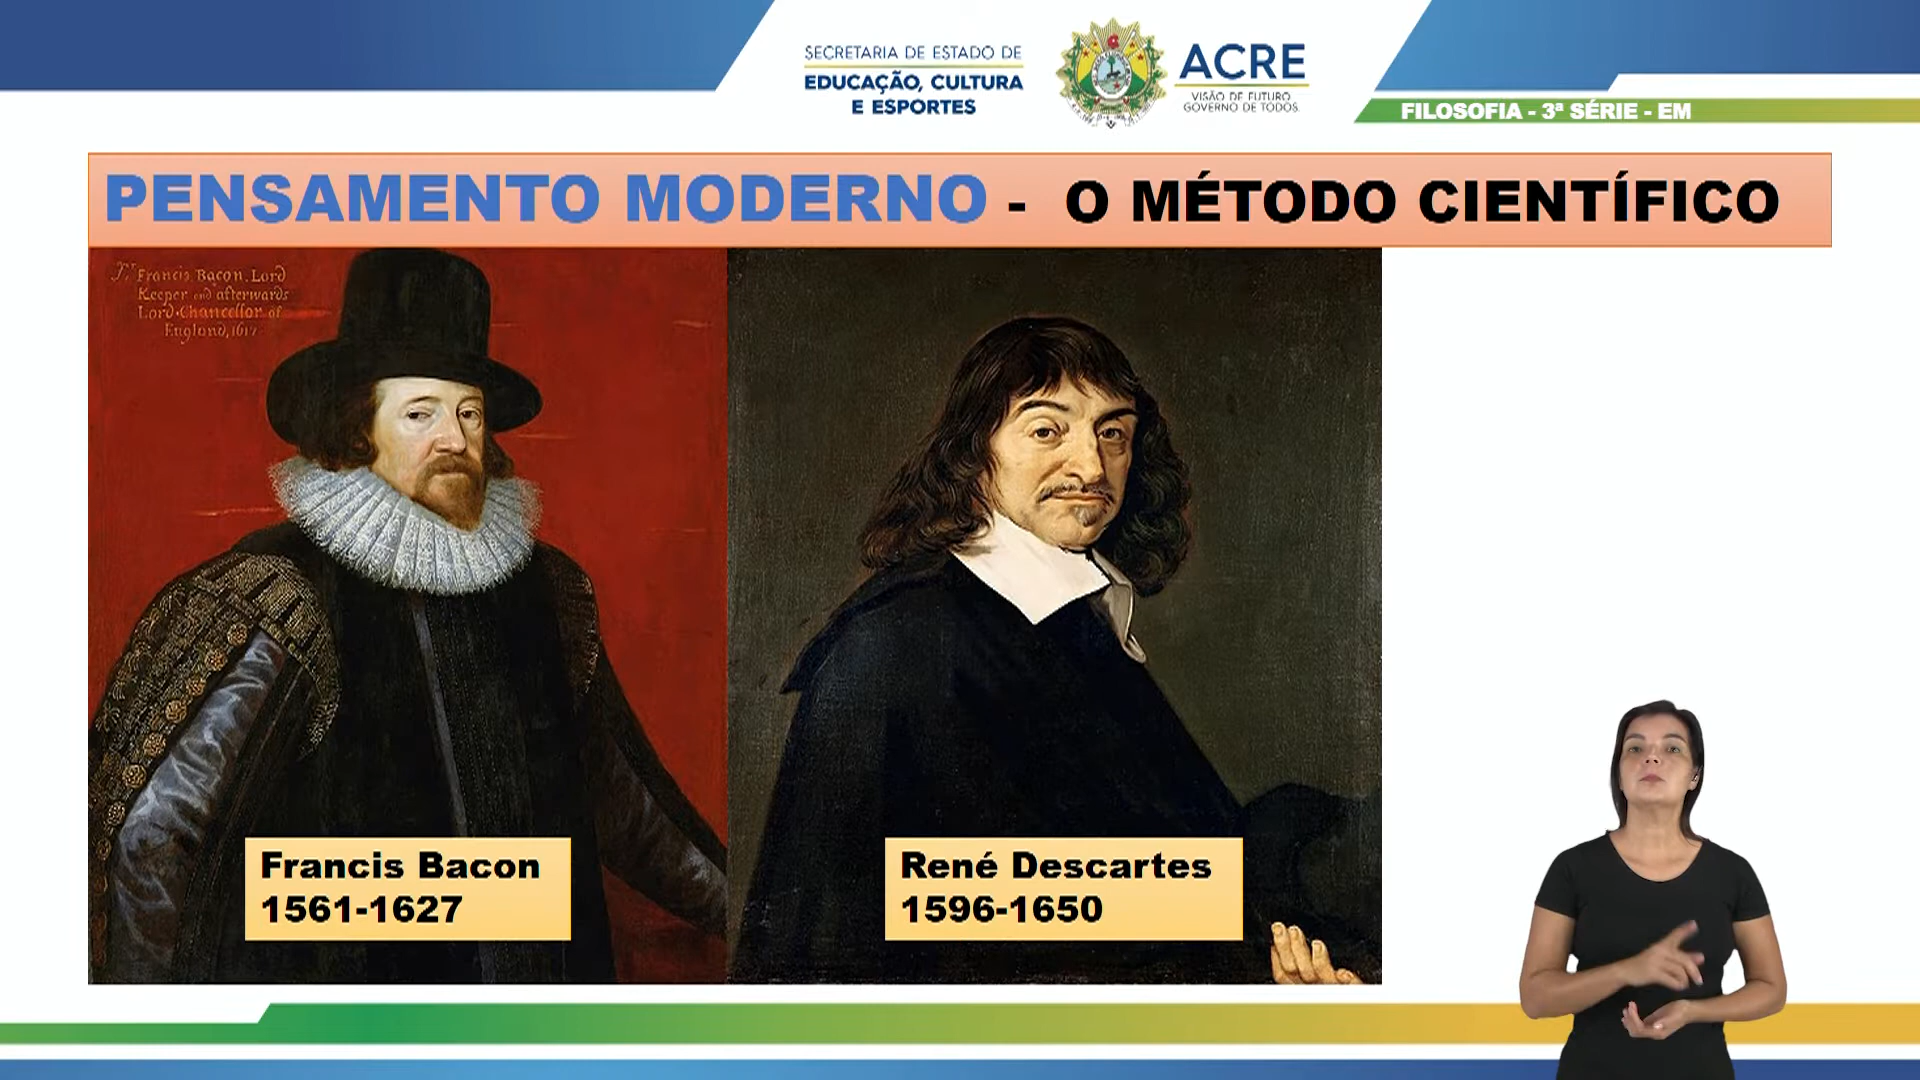 SECRETARIA DE ESTADO DE
EDUCAÇÃO, CULTURA
E ESPORTES
ACRE
VISÃO DE FUTURO
GOVERNO DE TODOS
FILOSOFIA - 3ª SÉRIE - EM
PENSAMENTO MODERNO - O MÉTODO CIENTÍFICO
Francis Bacon, Lord
Keeper and afterwards
Lord Chancellor of
England, 1617
Francis Bacon
1561-1627
René Descartes
1596-1650